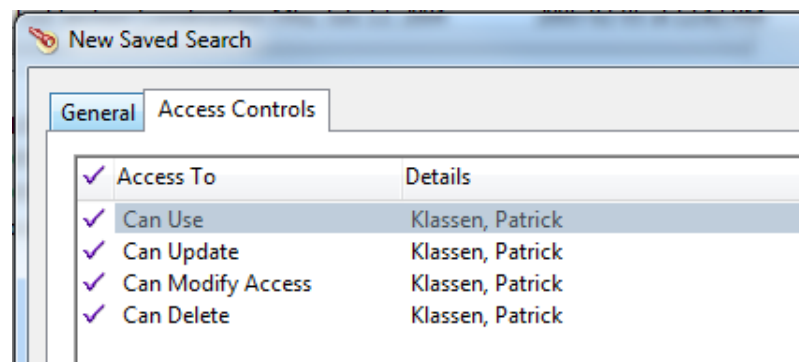 New Saved Search
General Access Controls
Access To Details
Can Use Klassen, Patrick
Can Update Klassen, Patrick
Can Modify Access Klassen, Patrick
Can Delete Klassen, Patrick